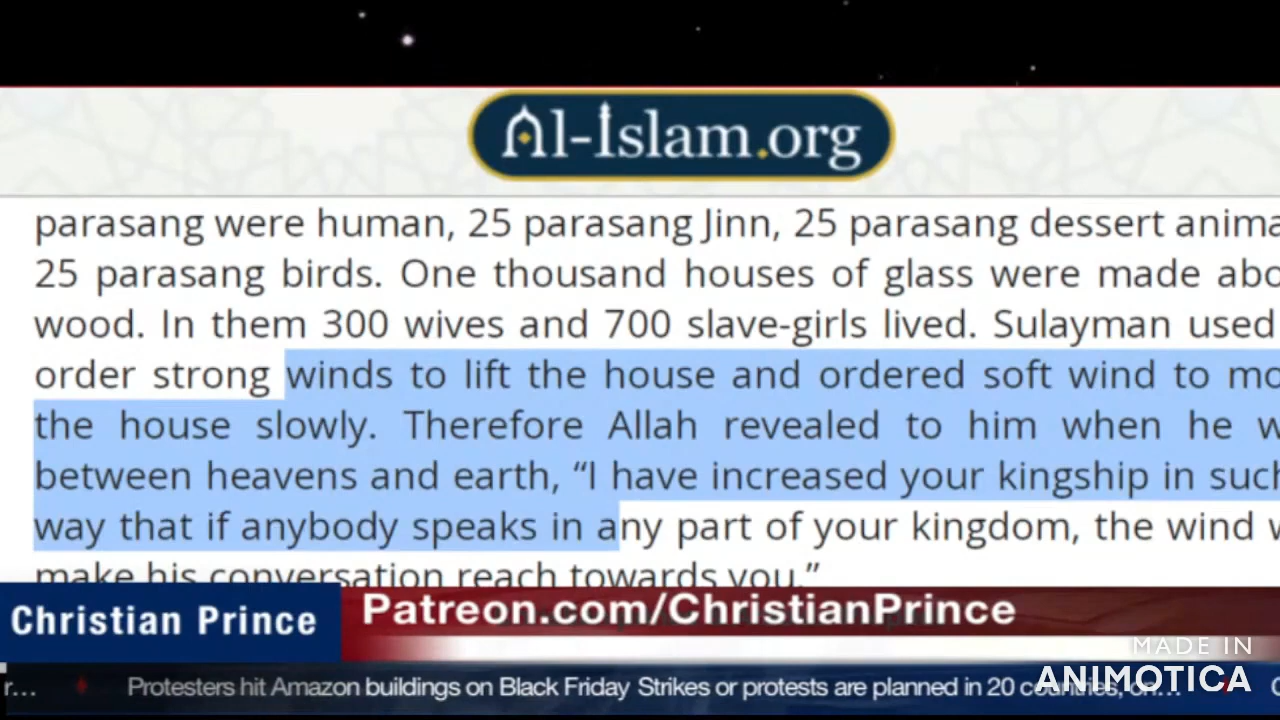 Al-Islam.org
parasang were human, 25 parasang Jinn, 25 parasang dessert
25 parasang birds. One thousand houses of glass were made
wood. In them 300 wives and 700 slave-girls lived. Sulayman used
order strong winds to lift the house and ordered soft wind to
the house slowly. Therefore Allah revealed to him when he
between heavens and earth, “I have increased your kingship in
way that if anybody speaks in any part of your kingdom, the wind
make his conversation reach towards you.”
Christian Prince
Patreon.com/ChristianPrince
MADE IN
ANIMOTICA
r... Protesters hit Amazon buildings on Black Friday Strikes or protests are planned in 20 countries, on...